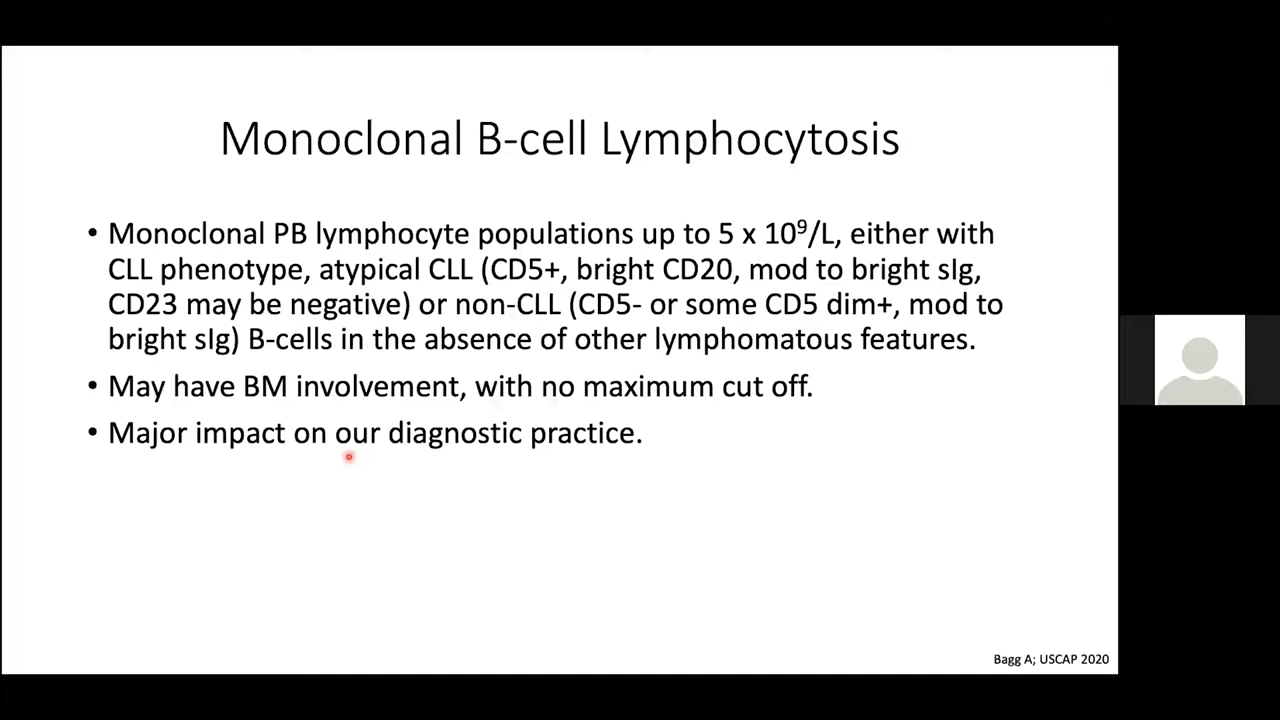 Monoclonal B-cell Lymphocytosis
• Monoclonal PB lymphocyte populations up to 5 x 10⁹/L, either with
CLL phenotype, atypical CLL (CD5+, bright CD20, mod to bright sIg,
CD23 may be negative) or non-CLL (CD5- or some CD5 dim+, mod to
bright sIg) B-cells in the absence of other lymphomatous features.
• May have BM involvement, with no maximum cut off.
• Major impact on our diagnostic practice.
Bagg A; USCAP 2020